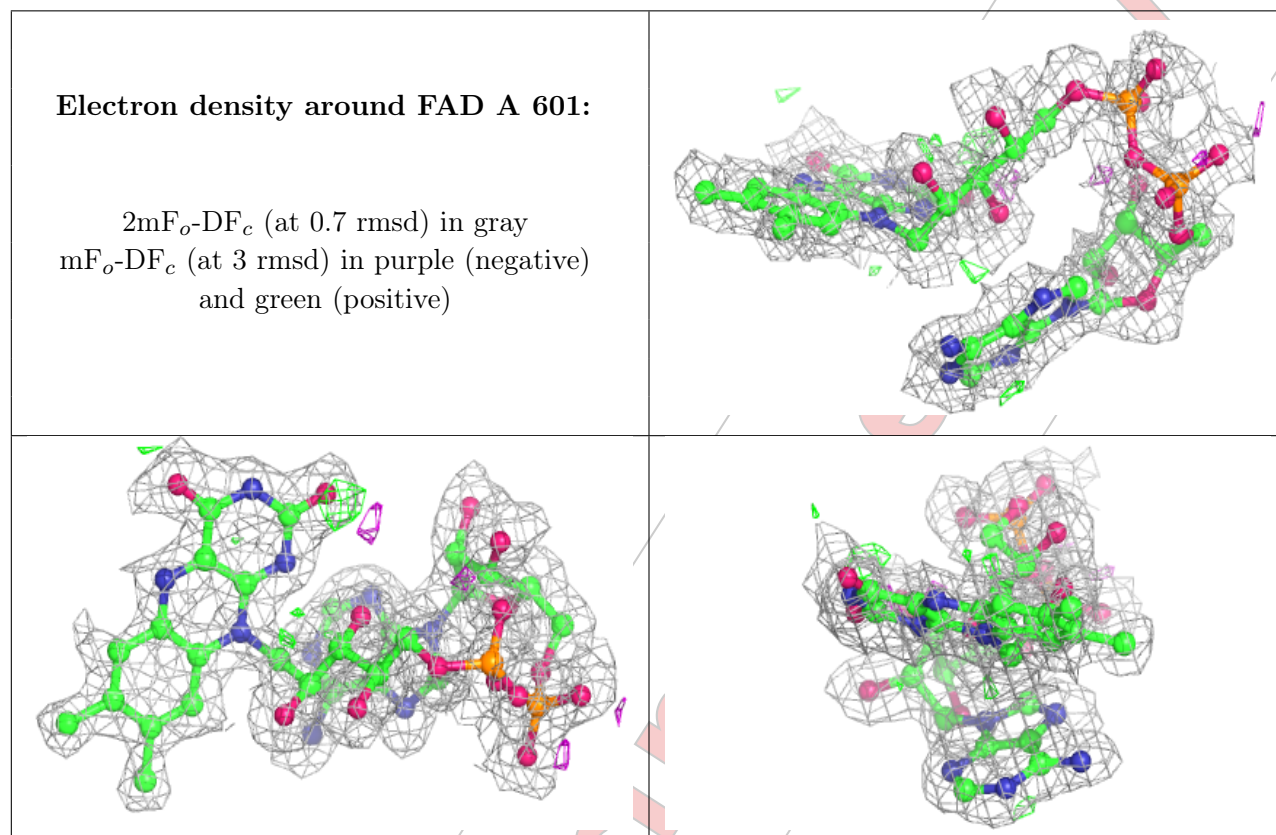 Electron density around FAD A 601:
2mFo-DFc (at 0.7 rmsd) in gray
mFo-DFc (at 3 rmsd) in purple (negative)
and green (positive)